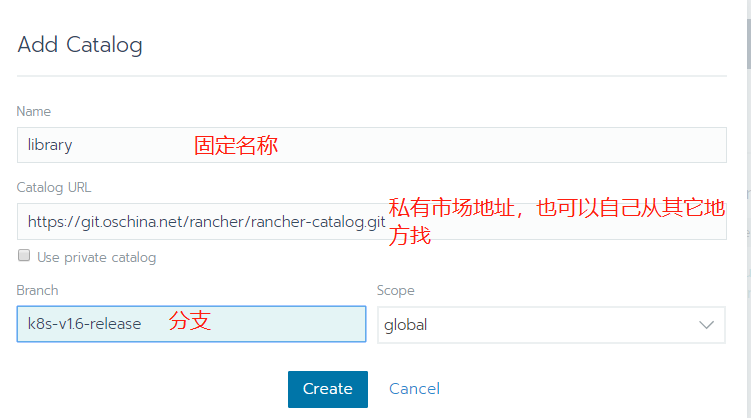 Add Catalog
Name
library
固定名称
Catalog URL
https://git.oschina.net/rancher/rancher-catalog.git
私有市场地址，也可以自己从其它地
方找
Use private catalog
Branch
Scope
k8s-v1.6-release
分支
global
Create
Cancel